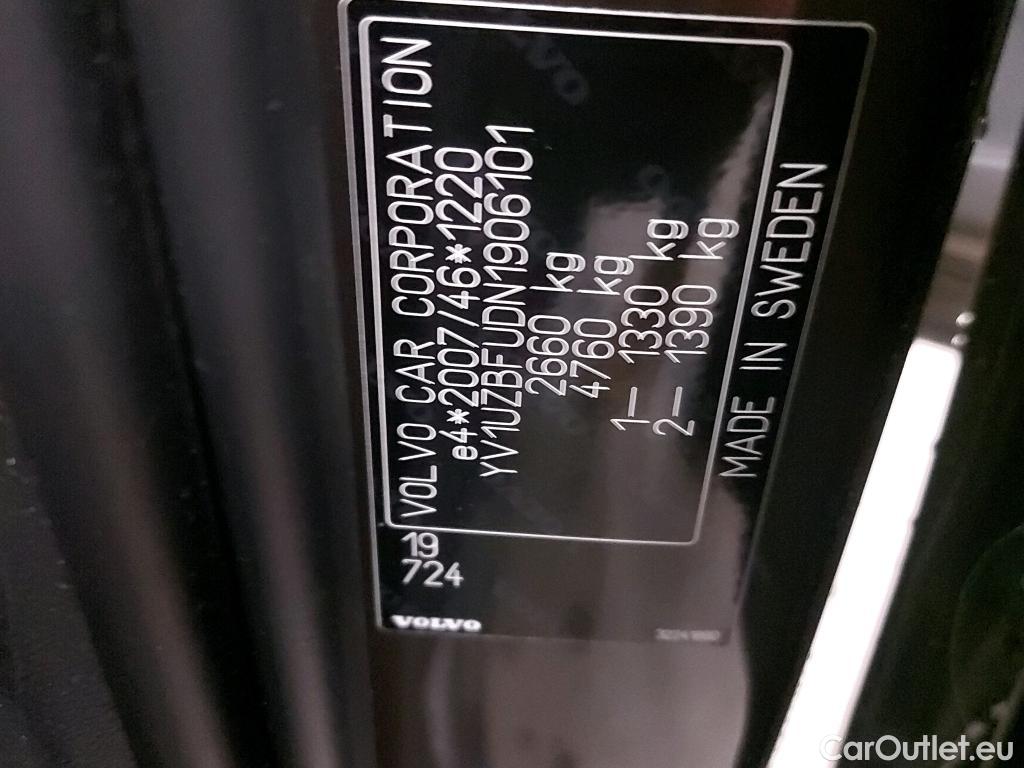 VOLVO CAR CORPORATION
e4*2007/46*1220
YV1UZBFUDN1906101
2660 kg
4760 kg
1– 1330 kg
2– 1390 kg
MADE IN SWEDEN
19
724
VOLVO
CarOutlet.eu